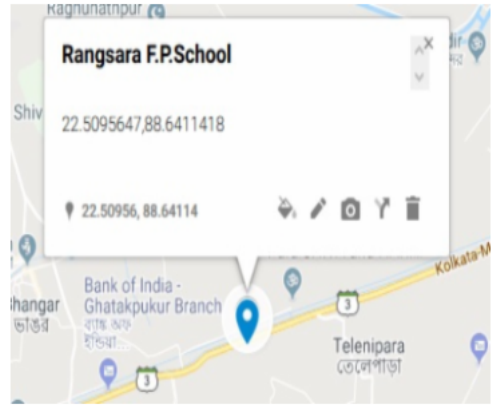 Raghunathpur
Rangsara F.P.School
22.5095647,88.6411418
Shiv
22.50956, 88.64114
Kolkata-M
Bank of India -
Ghatakpukur Branch
ব্যাঙ্ক অফ
ইন্ডিয়া...
hangar
ভাঙর
3
Telenipara
তেলেপাড়া
3